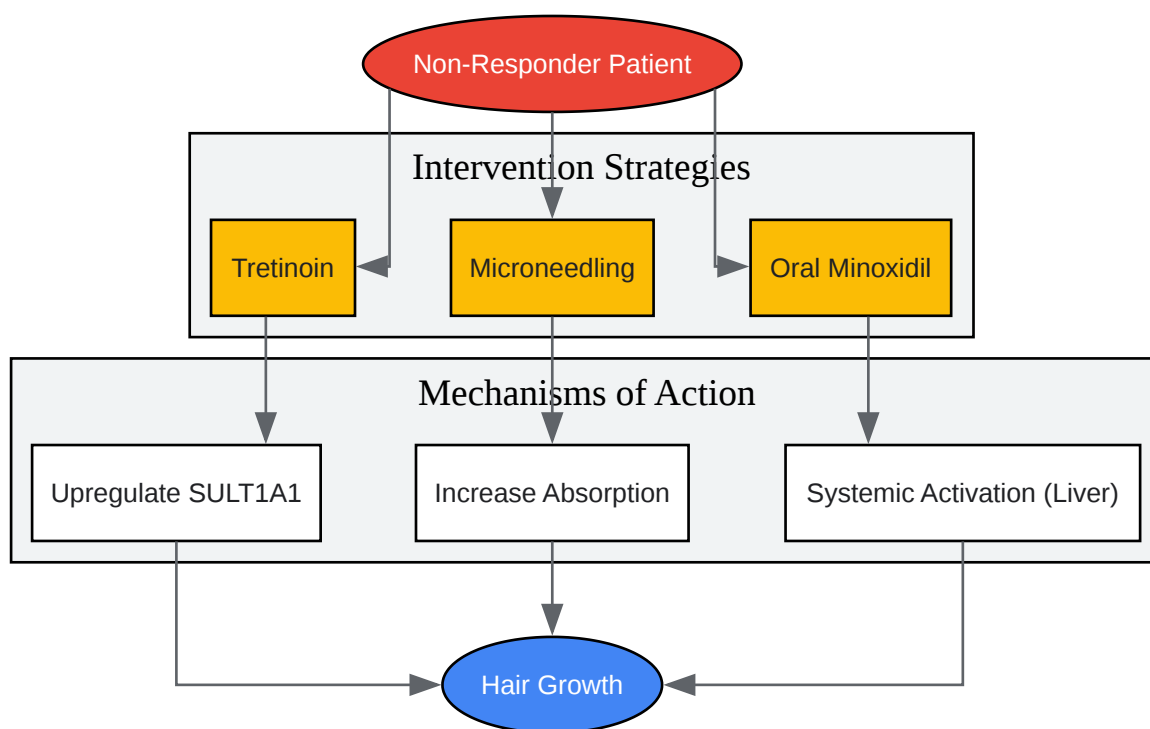 Non-Responder Patient
Intervention Strategies
Tretinoin
Microneedling
Oral Minoxidil
Mechanisms of Action
Upregulate SULT1A1
Increase Absorption
Systemic Activation (Liver)
Hair Growth